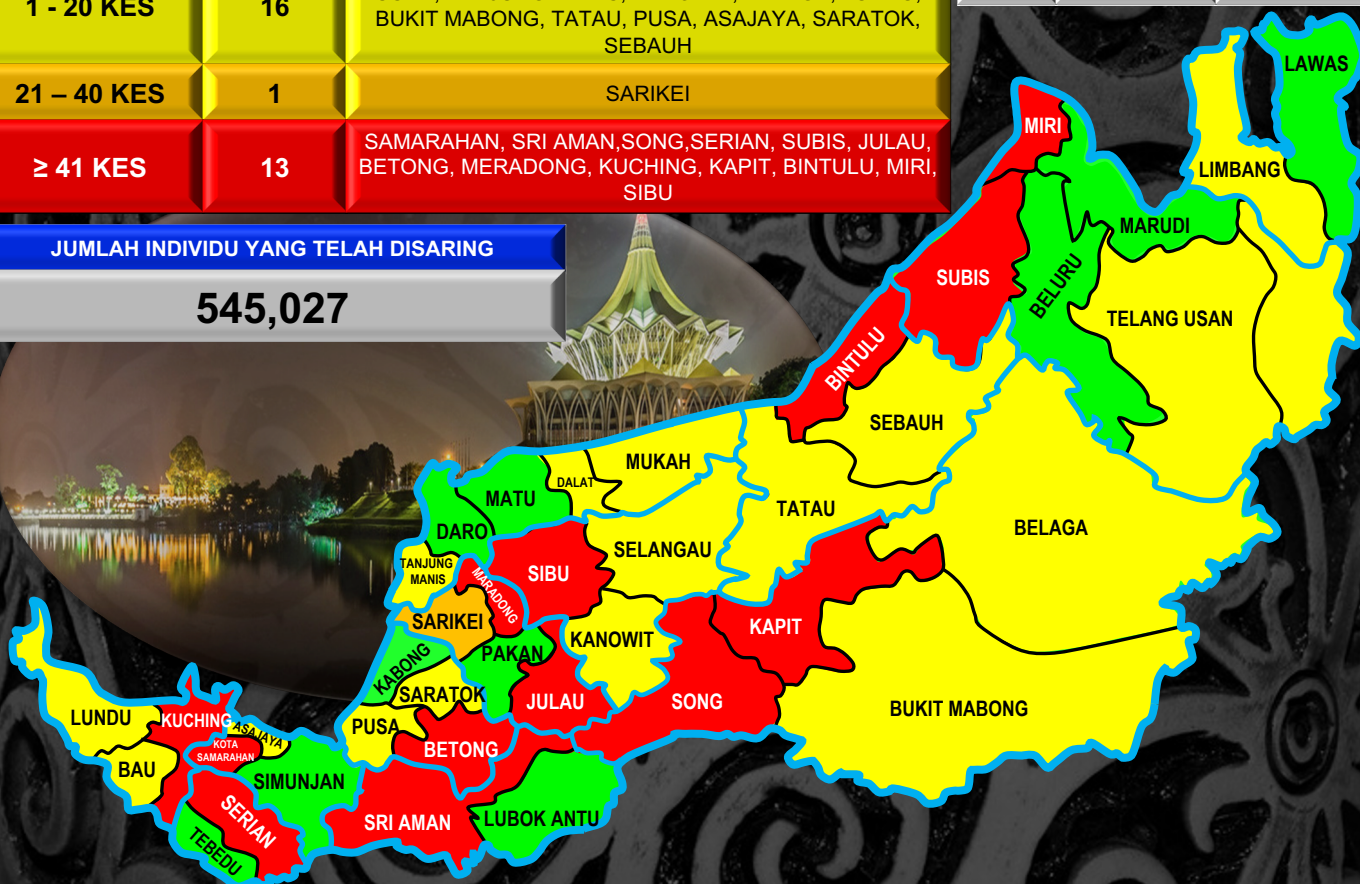 1 - 20 KES
16
BUKIT MABONG, TATAU, PUSA, ASAJAYA, SARATOK,
SEBAUH
21 – 40 KES
1
SARIKEI
≥ 41 KES
13
SAMARAHAN, SRI AMAN,SONG,SERIAN, SUBIS, JULAU,
BETONG, MERADONG, KUCHING, KAPIT, BINTULU, MIRI,
SIBU
JUMLAH INDIVIDU YANG TELAH DISARING
545,027
LAWAS
MIRI
LIMBANG
MARUDI
SUBIS
BELURU
TELANG USAN
BINTULU
SEBAUH
MUKAH
DALAT
MATU
TATAU
BELAGA
DARO
SELANGAU
TANJUNG
MANIS
SIBU
MARADONG
SARIKEI
KAPIT
KANOWIT
PAKAN
KABONG
SARATOK
JULAU
SONG
BUKIT MABONG
LUNDU
KUCHING
ASAJAYA
PUSA
BETONG
KOTA
SAMARAHAN
BAU
SIMUNJAN
SERIAN
SRI AMAN
LUBOK ANTU
TEBEDU